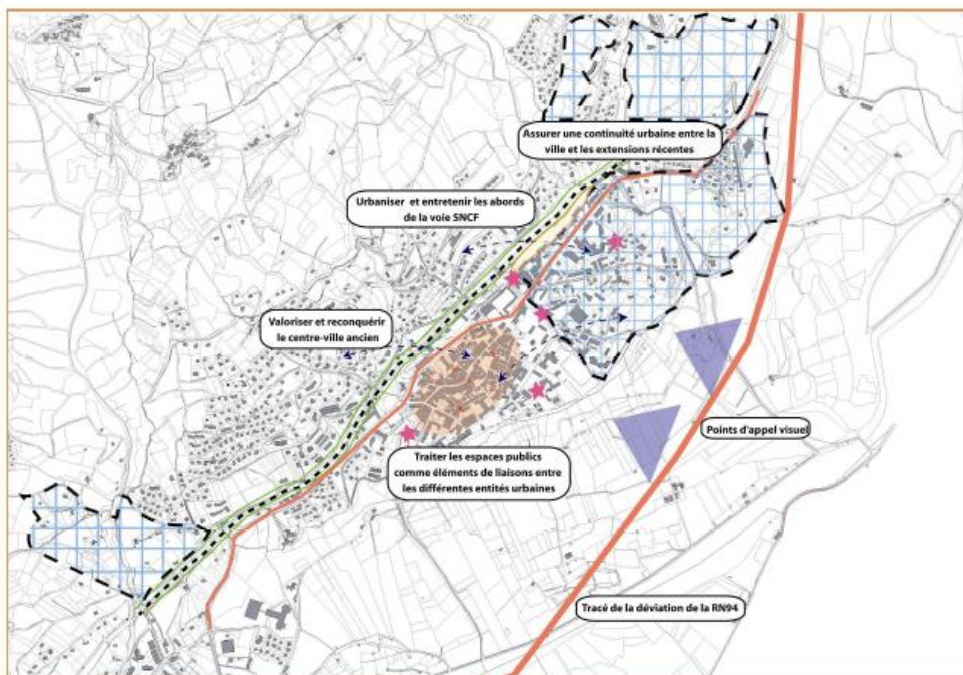 Assurer une continuité urbaine entre la
ville et les extensions récentes
Urbaniser et entretenir les abords
de la voie SNCF
Valoriser et reconquérir
le centre-ville ancien
Points d'appel visuel
Traiter les espaces publics
comme éléments de liaisons entre
les différentes entités urbaines
Tracé de la déviation de la RN94